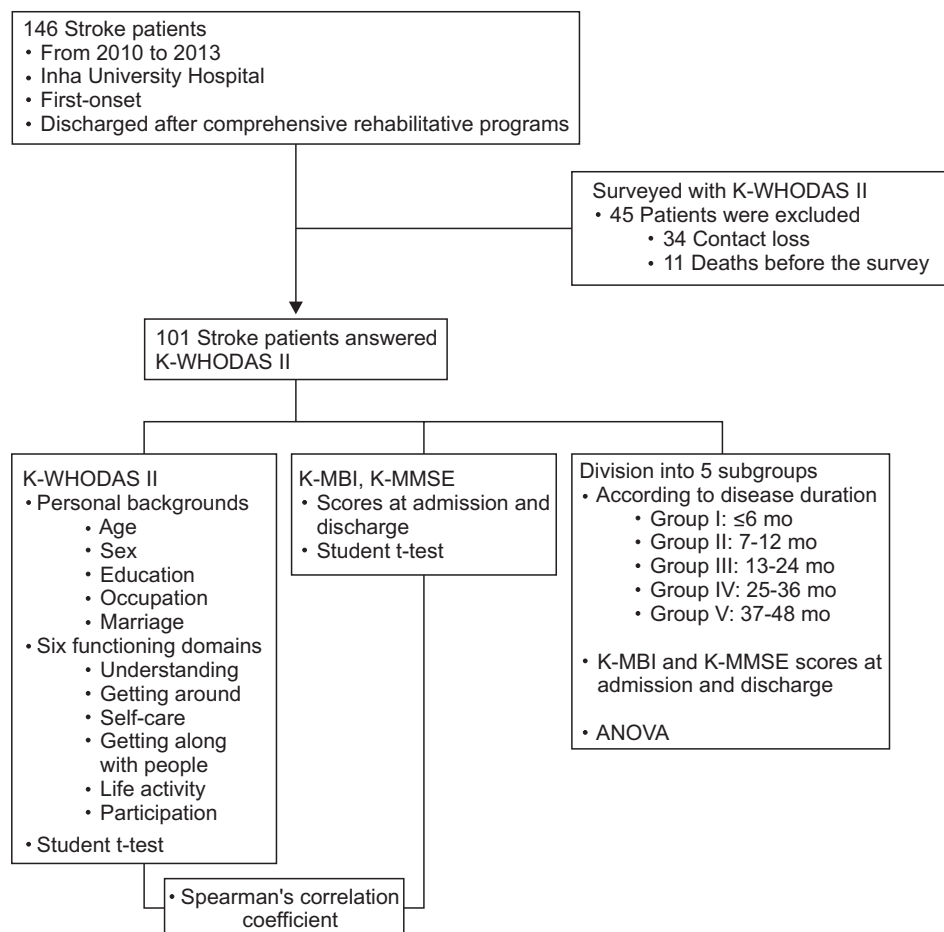 146 Stroke patients
• From 2010 to 2013
• Inha University Hospital
• First-onset
• Discharged after comprehensive rehabilitative programs
Surveyed with K-WHODAS II
• 45 Patients were excluded
• 34 Contact loss
• 11 Deaths before the survey
101 Stroke patients answered
K-WHODAS II
K-WHODAS II
• Personal backgrounds
• Age
• Sex
• Education
• Occupation
• Marriage
• Six functioning domains
• Understanding
• Getting around
• Self-care
• Getting along
with people
• Life activity
• Participation
• Student t-test
K-MBI, K-MMSE
• Scores at admission and
discharge
• Student t-test
Division into 5 subgroups
• According to disease duration
• Group I: ≤6 mo
• Group II: 7-12 mo
• Group III: 13-24 mo
• Group IV: 25-36 mo
• Group V: 37-48 mo
• K-MBI and K-MMSE scores at
admission and discharge
• ANOVA
• Spearman's correlation
coefficient